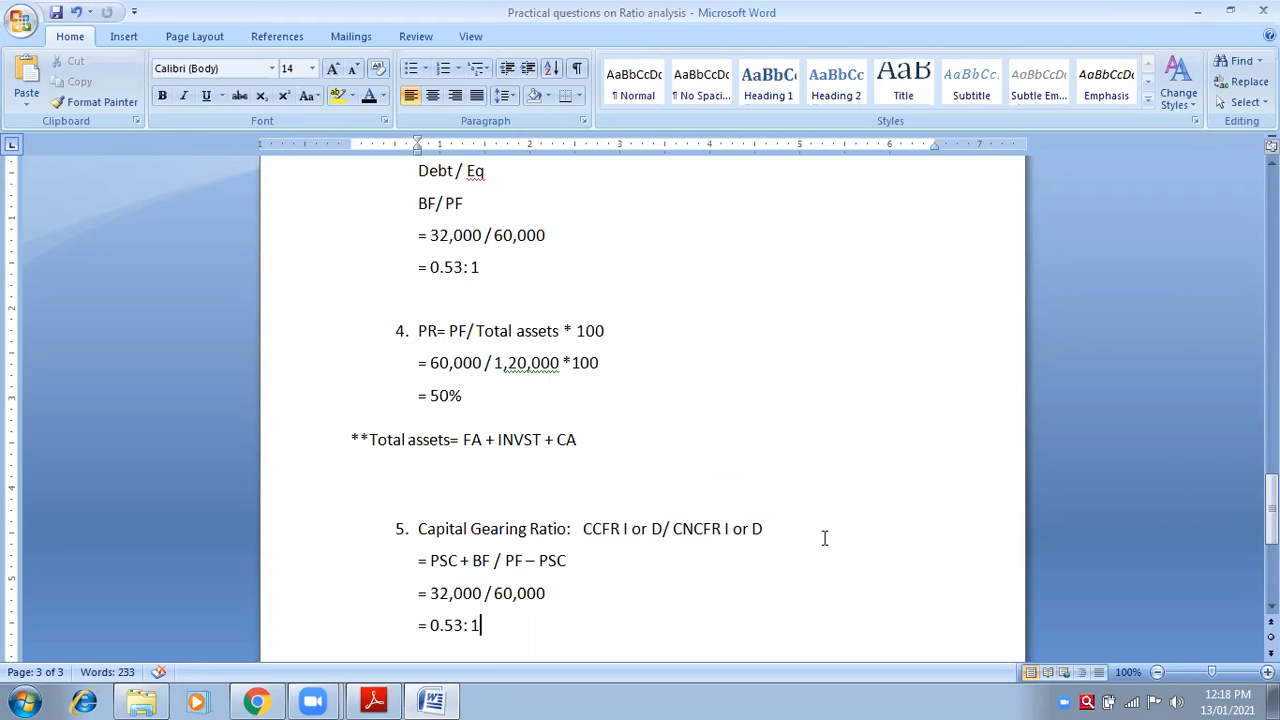 Practical questions on Ratio analysis - Microsoft Word
Home Insert Page Layout References Mailings Review View
Paste
Cut
Copy
Format Painter
Clipboard
Calibri (Body) 14
Font
Paragraph
AaBbCcDc AaBbCcDc AaBbCc AaBbCc AaB AaBbCcL AaBbCcDc AaBbCcDc
¶ Normal ¶ No Spaci... Heading 1 Heading 2 Title Subtitle Subtle Em... Emphasis
Styles
Change Styles
Find
Replace
Select
Editing
Debt / Eq
BF/ PF
= 32,000 / 60,000
= 0.53: 1
4. PR= PF/ Total assets * 100
= 60,000 / 1,20,000 *100
= 50%
**Total assets= FA + INVST + CA
5. Capital Gearing Ratio: CCFR I or D/ CNCFR I or D
= PSC + BF / PF – PSC
= 32,000 / 60,000
= 0.53: 1
Page: 3 of 3 Words: 233 100%
12:18 PM
13/01/2021